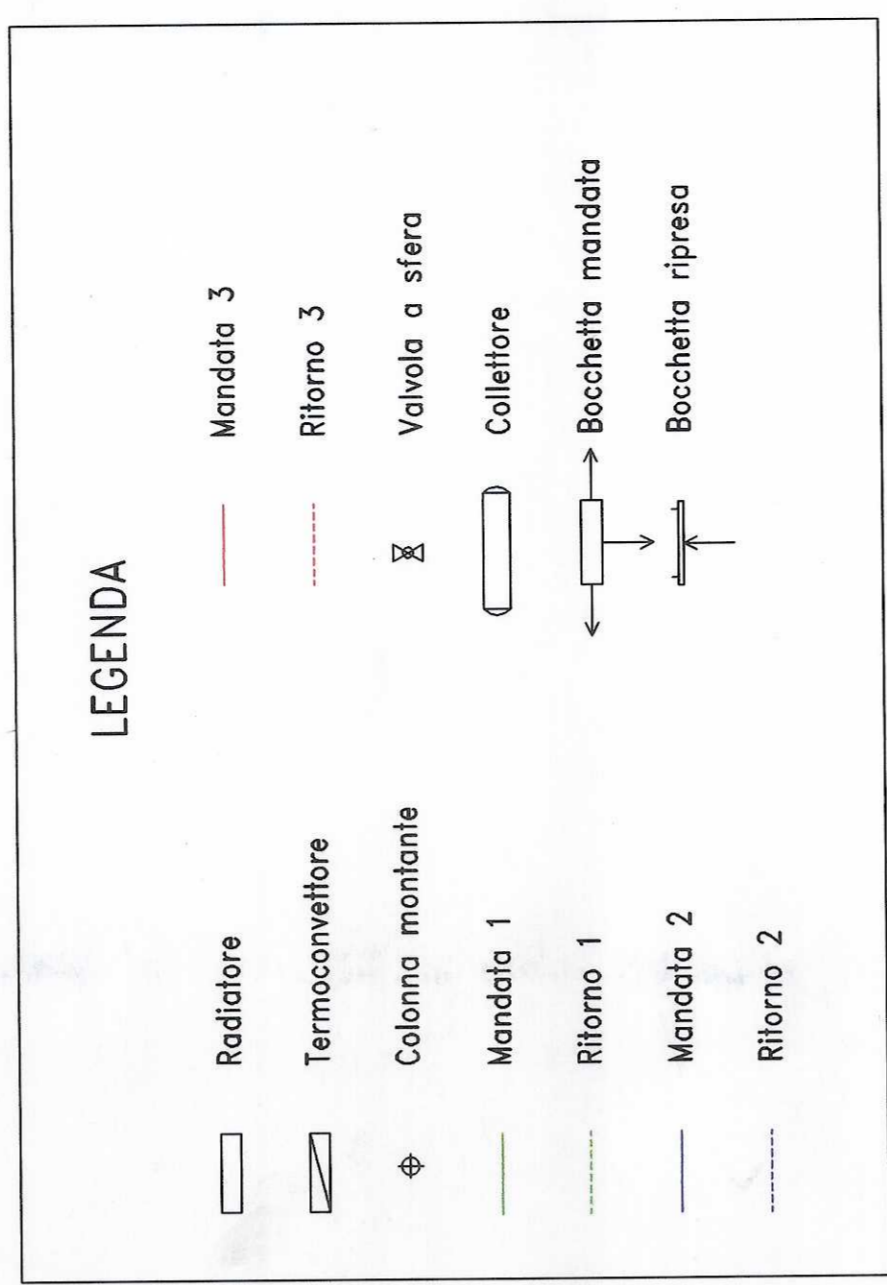 LEGENDA
Radiatore
Termoconvettore
Colonna montante
Mandata 1
Ritorno 1
Mandata 2
Ritorno 2
Mandata 3
Ritorno 3
Valvola a sfera
Collettore
Bocchetta mandata
Bocchetta ripresa